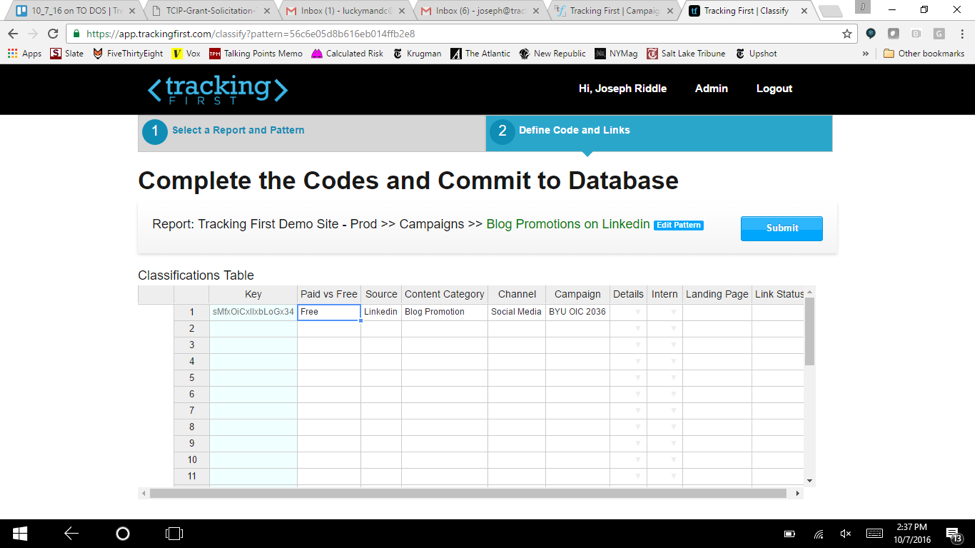 10_7_16 on TO DOS | Tre
TCIP-Grant-Solicitation-
Inbox (1) - luckymandc
Inbox (6) - joseph@trac
Tracking First | Campaig
Tracking First | Classify
https://app.trackingfirst.com/classify?pattern=56c6e05d8b616eb014ffb2e8
Apps
Slate
FiveThirtyEight
Vox
Talking Points Memo
Calculated Risk
Krugman
The Atlantic
New Republic
NYMag
Salt Lake Tribune
Upshot
»
Other bookmarks
<tracking>
FIRST
Hi, Joseph Riddle
Admin
Logout
1 Select a Report and Pattern
2 Define Code and Links
Complete the Codes and Commit to Database
Report: Tracking First Demo Site - Prod >> Campaigns >> Blog Promotions on Linkedin Edit Pattern
Submit
Classifications Table
Key Paid vs Free Source Content Category Channel Campaign Details Intern Landing Page Link Status
1 Free Linkedin Blog Promotion Social Media BYU OIC 2036
2
3
4
5
6
7
8
9
10
11
2:37 PM
10/7/2016
13